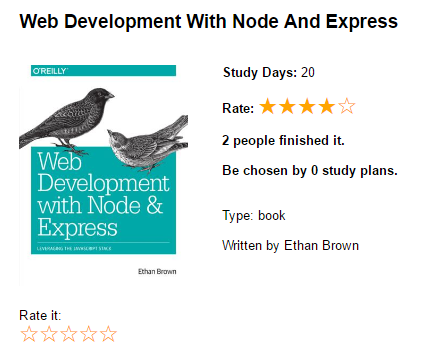 Web Development With Node And Express
O'REILLY
Web
Development
with Node &
Express
LEVERAGING THE JAVASCRIPT STACK
Ethan Brown
Study Days: 20
Rate: ★★★★☆
2 people finished it.
Be chosen by 0 study plans.
Type: book
Written by Ethan Brown
Rate it:
☆☆☆☆☆